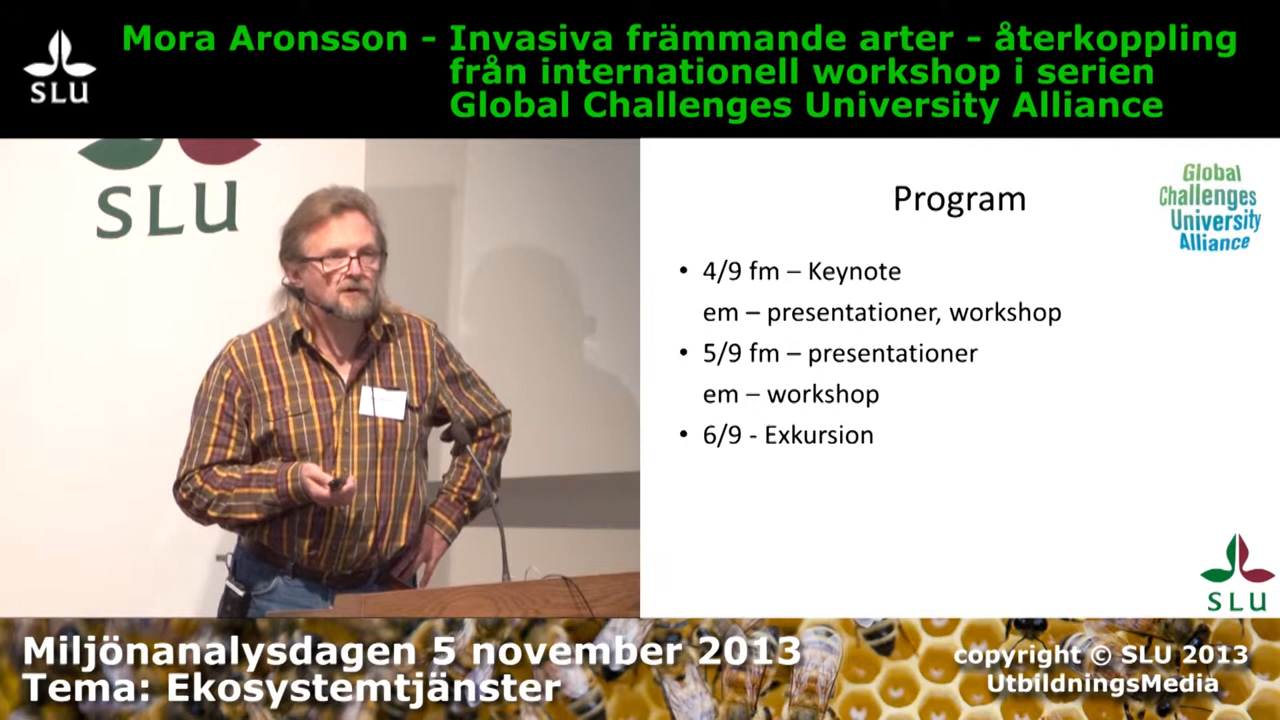 Mora Aronsson - Invasiva främmande arter - återkoppling
från internationell workshop i serien
Global Challenges University Alliance
SLU
SLU
Program
Global
Challenges
University
Alliance
• 4/9 fm – Keynote
em – presentationer, workshop
• 5/9 fm – presentationer
em – workshop
• 6/9 - Exkursion
SLU
Miljönanalysdagen 5 november 2013
Tema: Ekosystemtjänster
copyright © SLU 2013
UtbildningsMedia